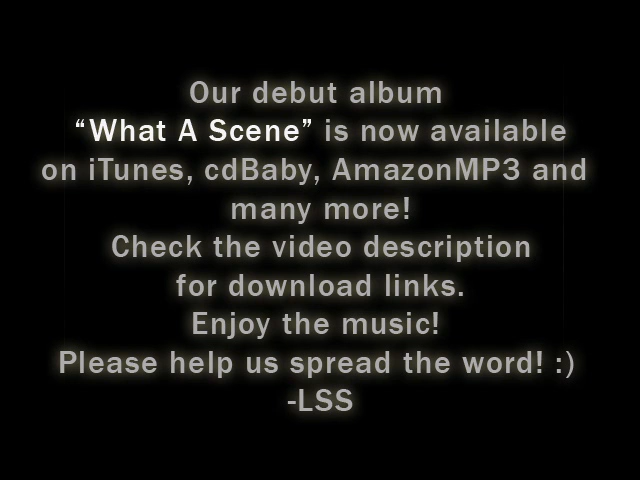 Our debut album
“What A Scene” is now available
on iTunes, cdBaby, AmazonMP3 and
many more!
Check the video description
for download links.
Enjoy the music!
Please help us spread the word! :)
-LSS